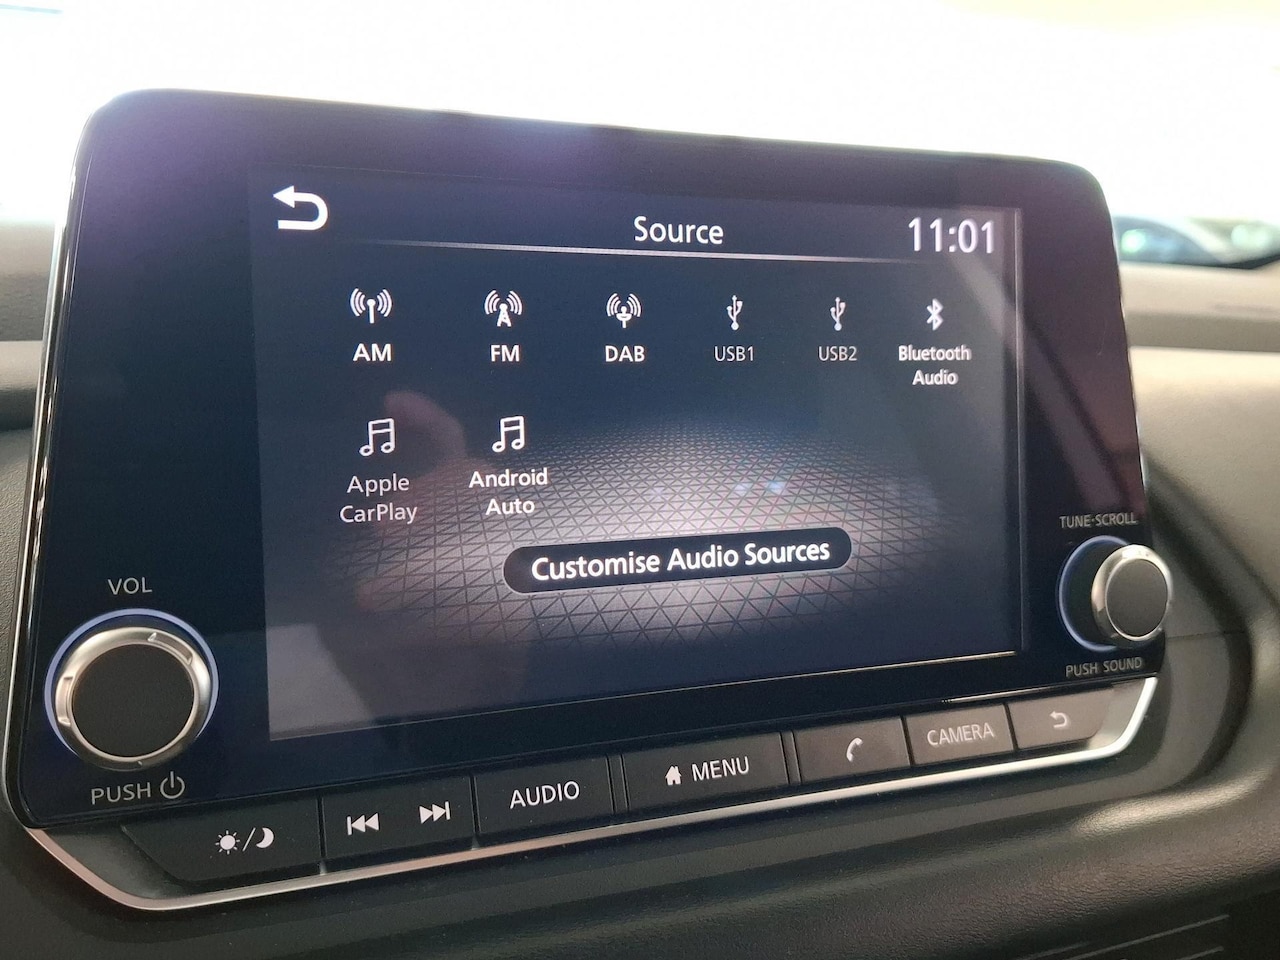 Source
11:01
AM
FM
DAB
USB1
USB2
Bluetooth
Audio
Apple
CarPlay
Android
Auto
Customise Audio Sources
VOL
PUSH
TUNE·SCROLL
PUSH SOUND
AUDIO
MENU
CAMERA